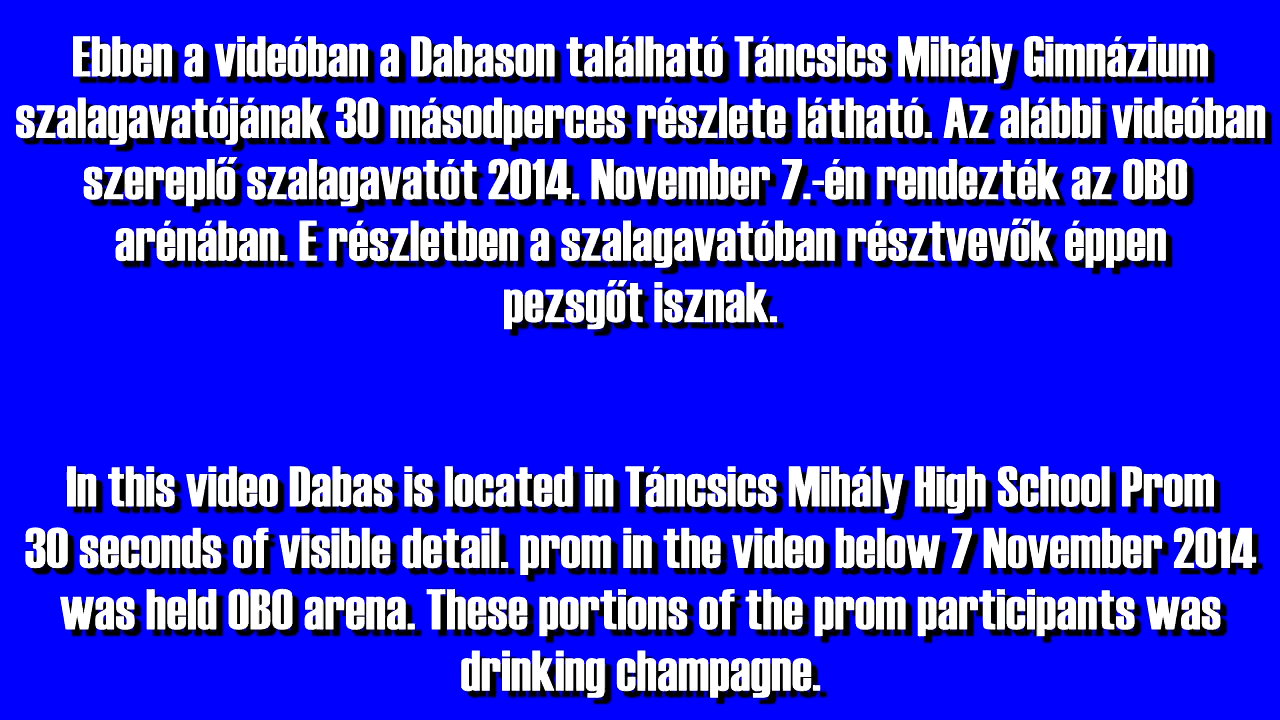 Ebben a videóban a Dabason található Táncsics Mihály Gimnázium
szalagavatójának 30 másodperces részlete látható. Az alábbi videóban
szereplő szalagavatót 2014. November 7.-én rendezték az OBO
arénában. E részletben a szalagavatóban résztvevők éppen
pezsgőt isznak.
In this video Dabas is located in Táncsics Mihály High School Prom
30 seconds of visible detail. prom in the video below 7 November 2014
was held OBO arena. These portions of the prom participants was
drinking champagne.